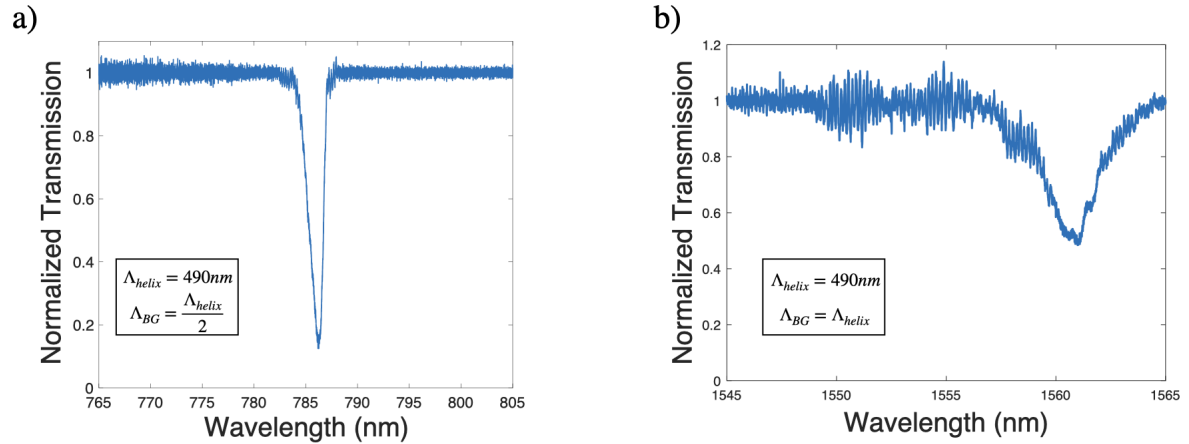 a)
Normalized Transmission
1
0.8
0.6
0.4
0.2
0
Λhelix = 490nm
ΛBG = Λhelix/2
765 770 775 780 785 790 795 800 805
Wavelength (nm)
b)
Normalized Transmission
1.2
1
0.8
0.6
0.4
0.2
0
Λhelix = 490nm
ΛBG = Λhelix
1545 1550 1555 1560 1565
Wavelength (nm)